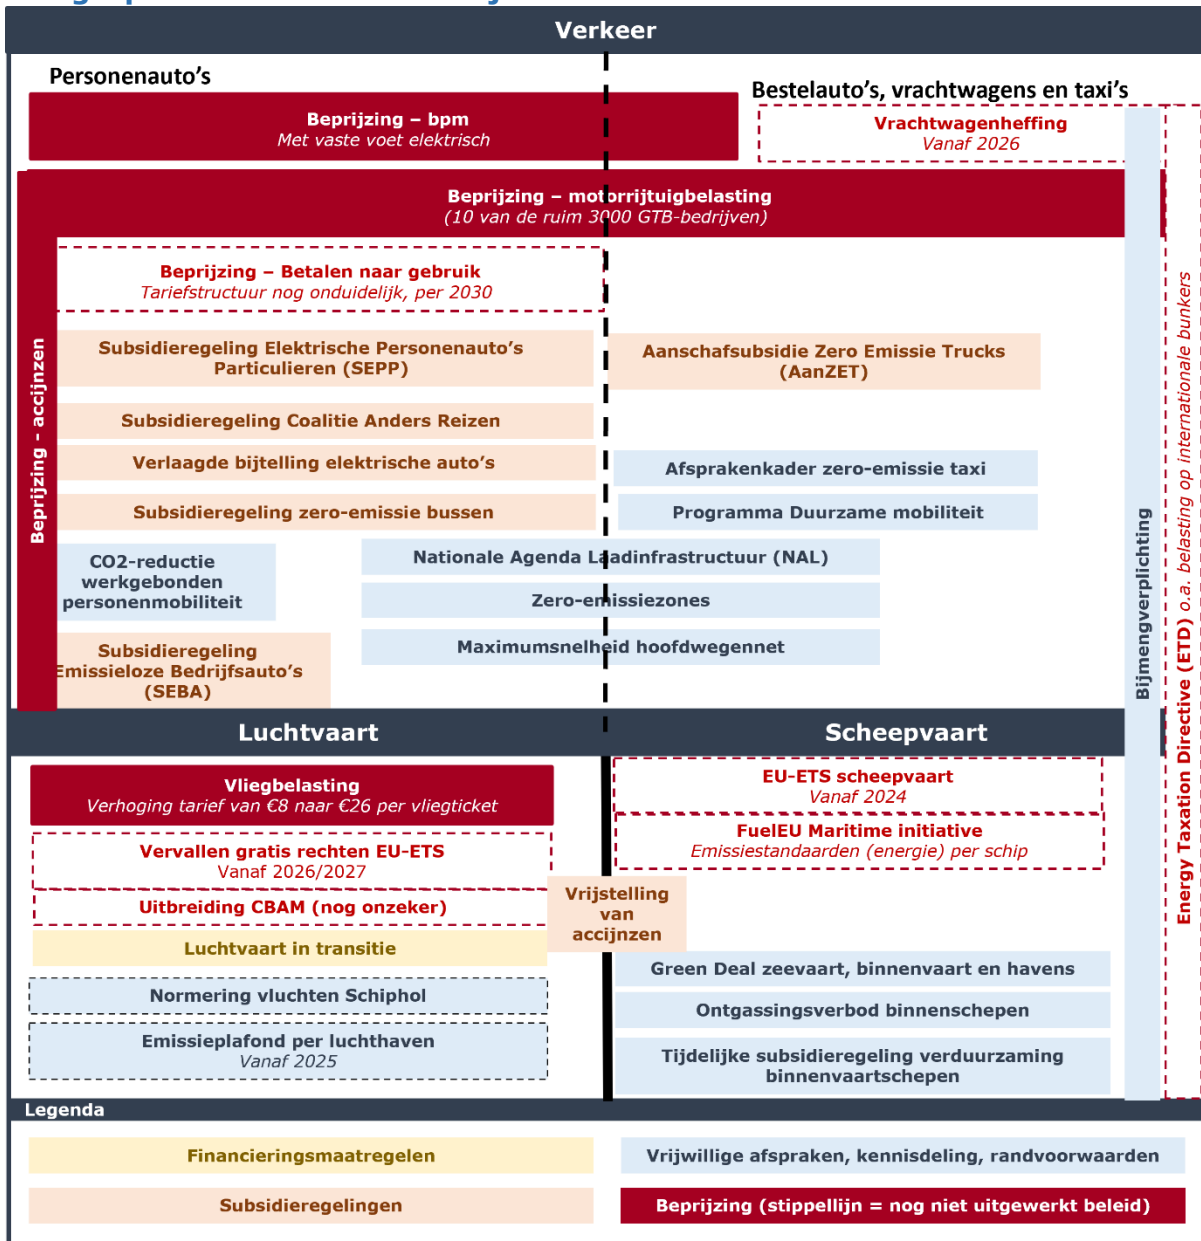 Verkeer
Personenauto's
Bestelauto's, vrachtwagens en taxi's
Beprijzing – bpm
Met vaste voet elektrisch
Vrachtwagenheffing
Vanaf 2026
Beprijzing – motorrijtuigbelasting
(10 van de ruim 3000 GTB-bedrijven)
Beprijzing – Betalen naar gebruik
Tariefstructuur nog onduidelijk, per 2030
Beprijzing - accijnzen
Subsidieregeling Elektrische Personenauto's
Particulieren (SEPP)
Aanschafsubsidie Zero Emissie Trucks
(AanZET)
Subsidieregeling Coalitie Anders Reizen
Verlaagde bijtelling elektrische auto's
Afsprakenkader zero-emissie taxi
Subsidieregeling zero-emissie bussen
Programma Duurzame mobiliteit
CO2-reductie
werkgebonden
personenmobiliteit
Nationale Agenda Laadinfrastructuur (NAL)
Zero-emissiezones
Maximumsnelheid hoofdwegennet
Subsidieregeling
Emissieloze Bedrijfsauto's
(SEBA)
Bijmengverplichting
Energy Taxation Directive (ETD) o.a. belasting op internationale bunkers
Luchtvaart
Scheepvaart
Vliegbelasting
Verhoging tarief van €8 naar €26 per vliegticket
EU-ETS scheepvaart
Vanaf 2024
Vervallen gratis rechten EU-ETS
Vanaf 2026/2027
FuelEU Maritime initiative
Emissiestandaarden (energie) per schip
Uitbreiding CBAM (nog onzeker)
Vrijstelling
van
accijnzen
Luchtvaart in transitie
Green Deal zeevaart, binnenvaart en havens
Normering vluchten Schiphol
Ontgassingsverbod binnenschepen
Emissieplafond per luchthaven
Vanaf 2025
Tijdelijke subsidieregeling verduurzaming
binnenvaartschepen
Legenda
Financieringsmaatregelen
Vrijwillige afspraken, kennisdeling, randvoorwaarden
Subsidieregelingen
Beprijzing (stippellijn = nog niet uitgewerkt beleid)